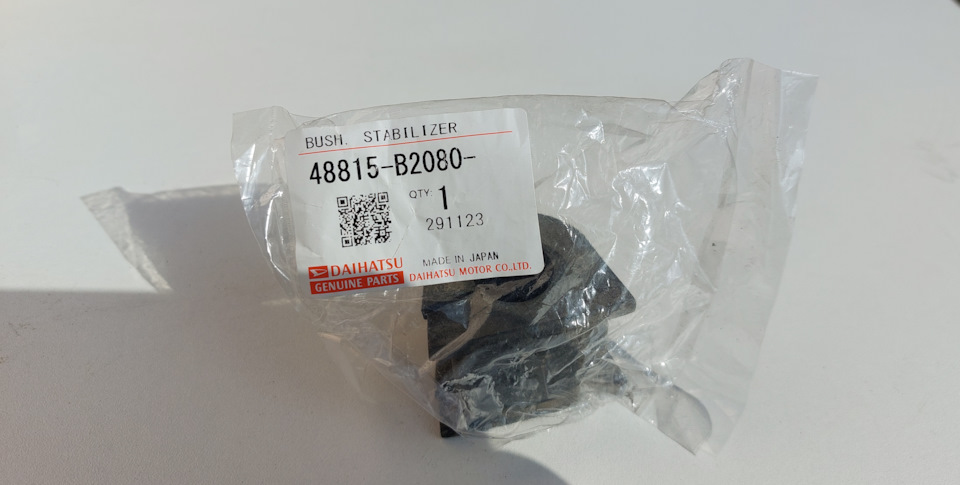 BUSH, STABILIZER
48815-B2080-
QTY: 1
291123
MADE IN JAPAN
DAIHATSU
GENUINE PARTS
DAIHATSU MOTOR CO.,LTD.